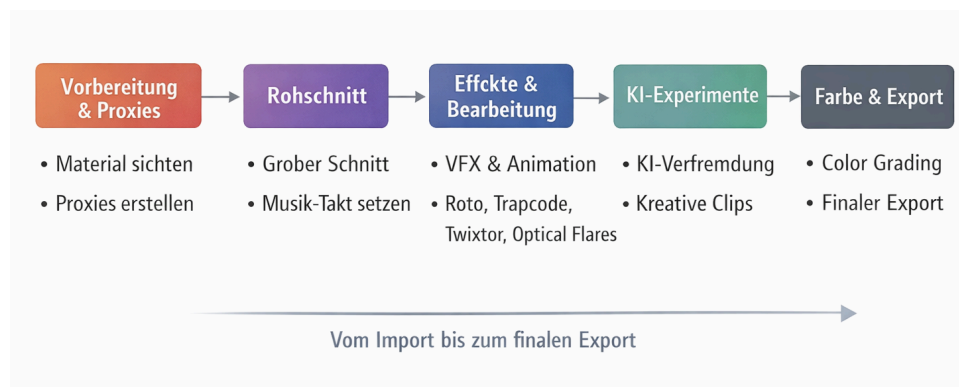 Vorbereitung
& Proxies
Rohschnitt
Effckte &
Bearbeitung
KI-Experimente
Farbe & Export
• Material sichten
• Proxies erstellen
• Grober Schnitt
• Musik-Takt setzen
• VFX & Animation
• Roto, Trapcode,
Twixtor, Optical Flares
• KI-Verfremdung
• Kreative Clips
• Color Grading
• Finaler Export
Vom Import bis zum finalen Export